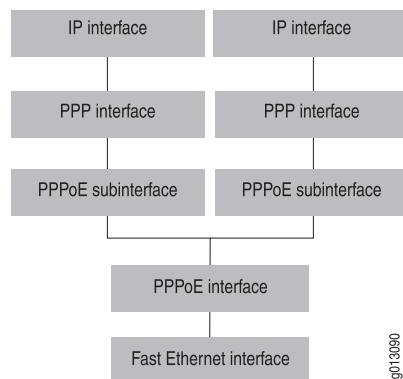 IP interface
IP interface
PPP interface
PPP interface
PPPoE subinterface
PPPoE subinterface
PPPoE interface
Fast Ethernet interface
g013090